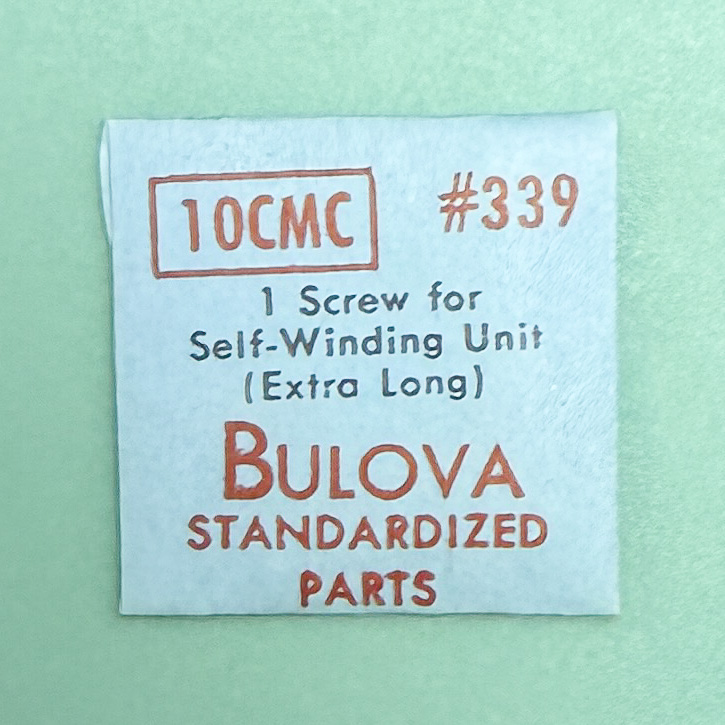 10CMC #339
1 Screw for
Self-Winding Unit
(Extra Long)
BULOVA
STANDARDIZED
PARTS